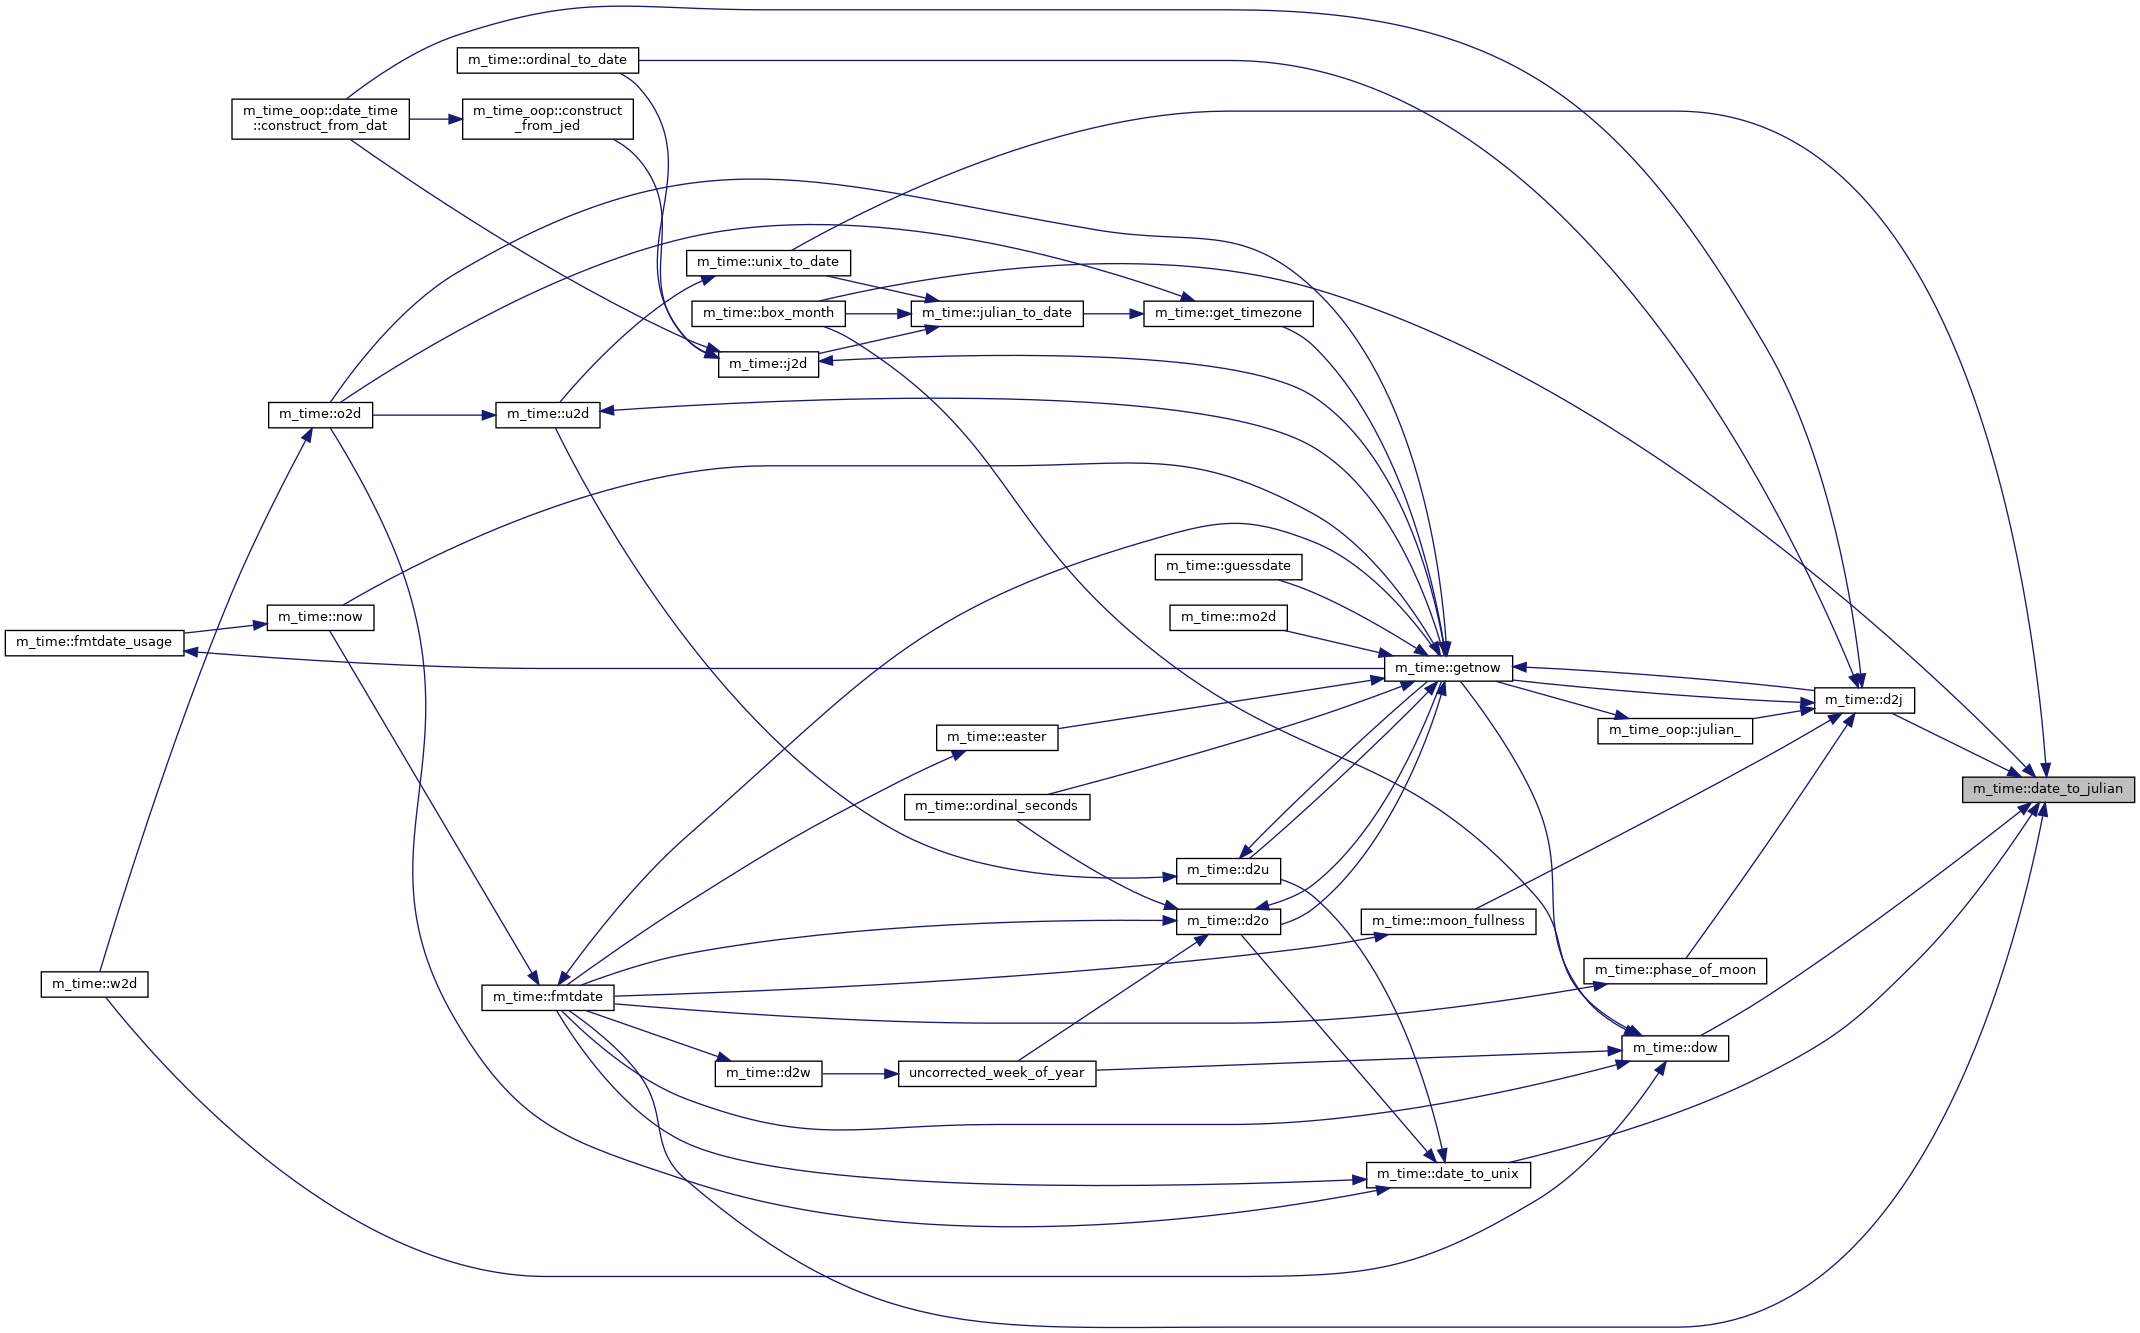 m_time::ordinal_to_date
m_time_oop::date_time
::construct_from_dat
m_time_oop::construct
_from_jed
m_time::unix_to_date
m_time::box_month
m_time::julian_to_date
m_time::get_timezone
m_time::j2d
m_time::o2d
m_time::u2d
m_time::guessdate
m_time::mo2d
m_time::now
m_time::fmtdate_usage
m_time::getnow
m_time::d2j
m_time_oop::julian_
m_time::easter
m_time::date_to_julian
m_time::ordinal_seconds
m_time::d2u
m_time::d2o
m_time::moon_fullness
m_time::phase_of_moon
m_time::w2d
m_time::fmtdate
m_time::dow
m_time::d2w
uncorrected_week_of_year
m_time::date_to_unix